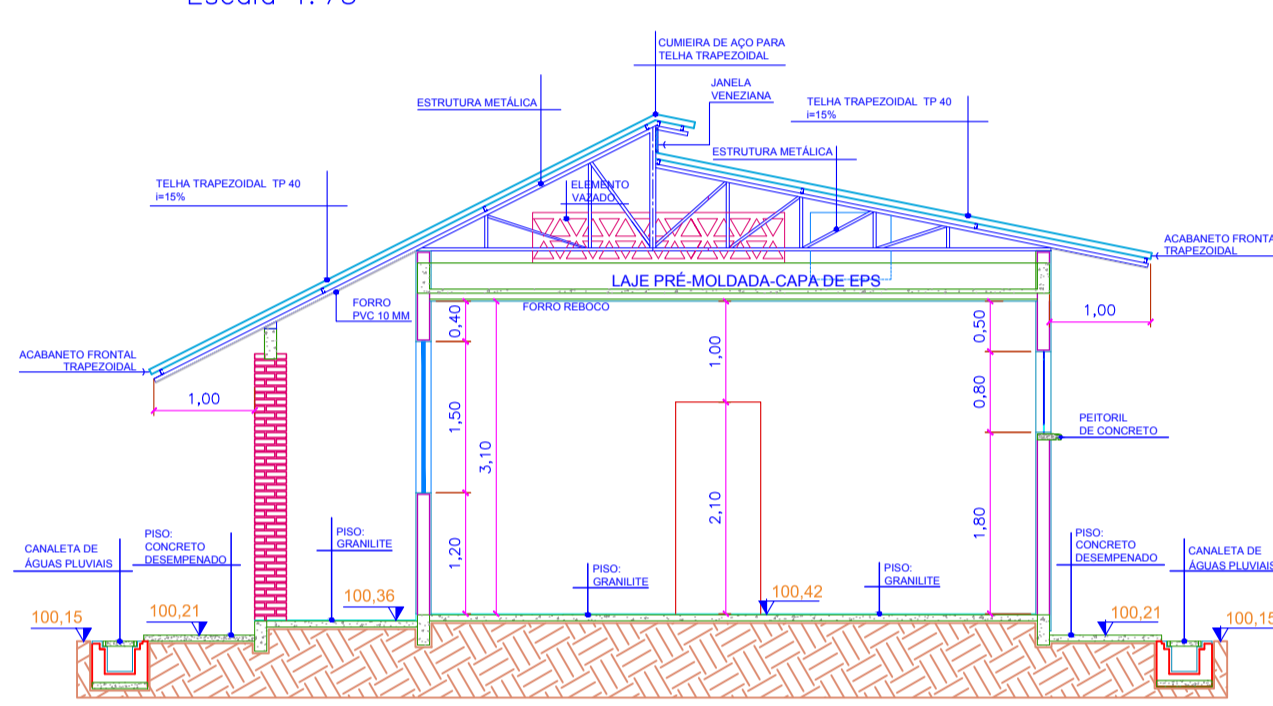 Escala 1:75
CUMIEIRA DE AÇO PARA
TELHA TRAPEZOIDAL
JANELA
VENEZIANA
ESTRUTURA METÁLICA
TELHA TRAPEZOIDAL TP 40
i=15%
ESTRUTURA METÁLICA
TELHA TRAPEZOIDAL TP 40
i=15%
ELEMENTO
VAZADO
ACABANETO FRONTA
TRAPEZOIDAL
LAJE PRÉ-MOLDADA-CAPA DE EPS
FORRO
PVC 10 MM
FORRO REBOCO
1,00
0,40
0,50
1,00
ACABANETO FRONTAL
TRAPEZOIDAL
1,00
1,50
0,80
3,10
PEITORIL
DE CONCRETO
2,10
1,80
1,20
CANALETA DE
ÁGUAS PLUVIAIS
PISO:
CONCRETO
DESEMPENADO
PISO:
GRANILITE
PISO:
GRANILITE
PISO:
GRANILITE
PISO:
CONCRETO
DESEMPENADO
CANALETA DE
ÁGUAS PLUVIAIS
100,15
100,21
100,36
100,42
100,21
100,15